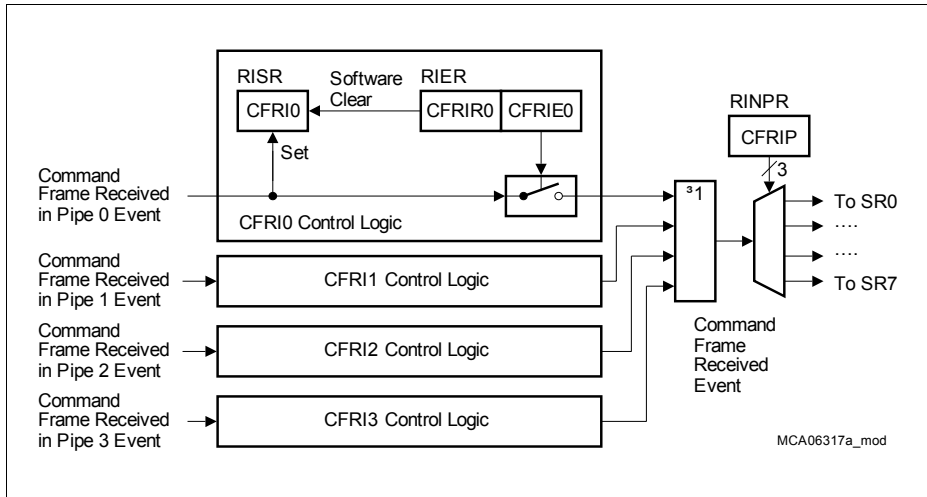 RISR
Software
Clear
RIER
CFRI0
CFRIR0
CFRIE0
RINPR
CFRIP
3
Set
Command
Frame Received
in Pipe 0 Event
CFRI0 Control Logic
³1
To SR0
....
....
To SR7
Command
Frame Received
in Pipe 1 Event
CFRI1 Control Logic
Command
Frame Received
in Pipe 2 Event
CFRI2 Control Logic
Command
Frame
Received
Event
Command
Frame Received
in Pipe 3 Event
CFRI3 Control Logic
MCA06317a_mod